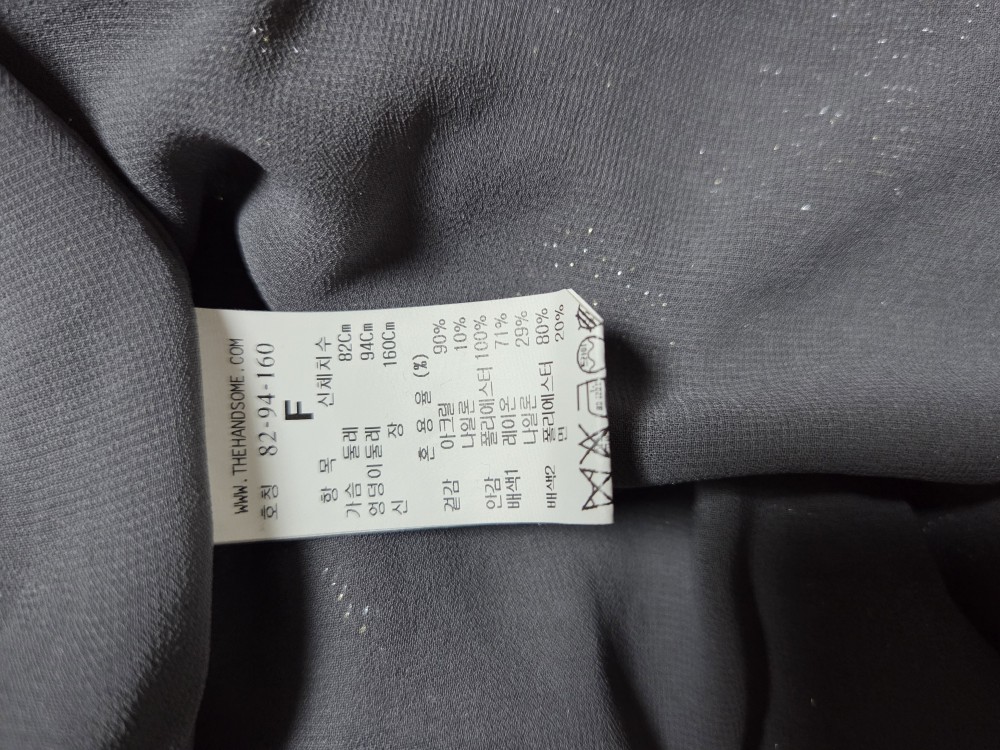 WWW.THEHANDSOME.COM
호칭 82-94-160
F
항 목 신체치수
가슴 둘레 82Cm
엉덩이둘레 94Cm
신 장 160Cm
혼 용 율 (%)
겉감 아크릴 90%
나일론 10%
안감 폴리에스터 100%
배색1 레이온 71%
나일론 29%
배색2 폴리에스터 80%
면 20%